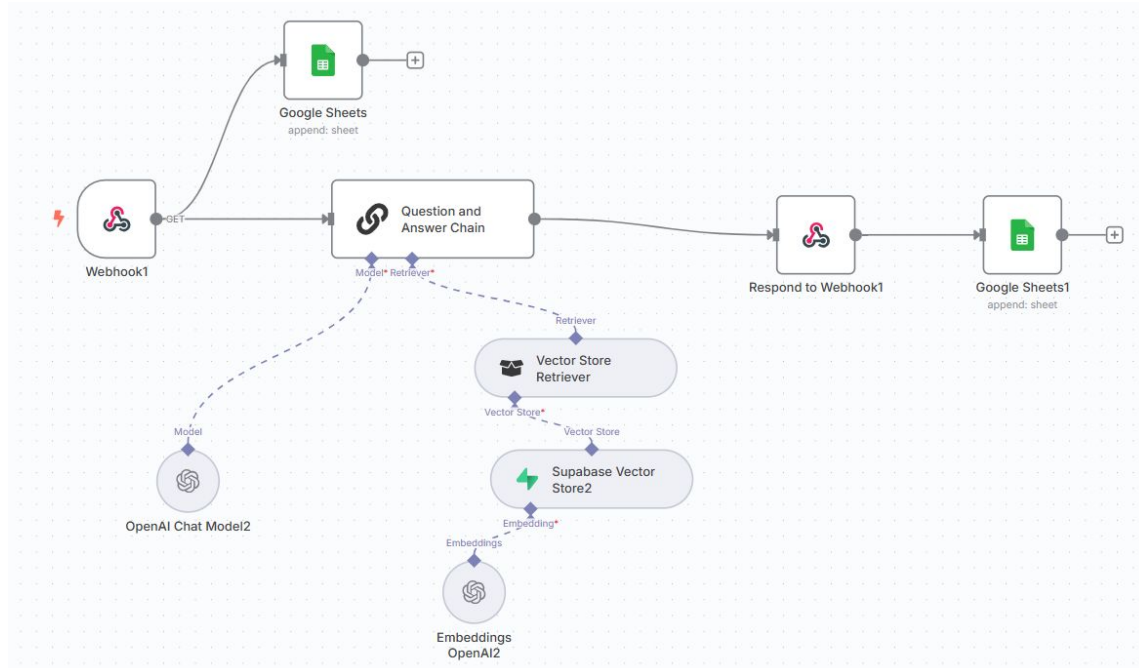 Google Sheets
append: sheet
GET
Webhook1
Question and
Answer Chain
Model* Retriever*
Respond to Webhook1
Google Sheets1
append: sheet
Retriever
Vector Store
Retriever
Vector Store*
Vector Store
Supabase Vector
Store2
Model
OpenAI Chat Model2
Embedding*
Embeddings
Embeddings
OpenAI2